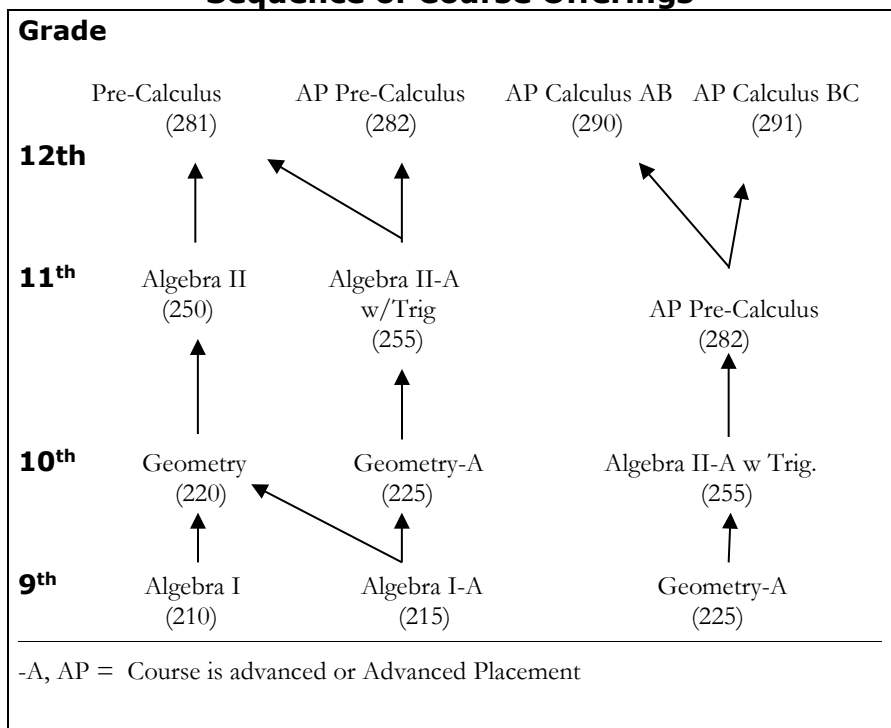 Sequence of Course Offerings
Grade
Pre-Calculus AP Pre-Calculus AP Calculus AB AP Calculus BC
(281) (282) (290) (291)
12th
11th Algebra II Algebra II-A
(250) w/Trig AP Pre-Calculus
(255) (282)
10th Geometry Geometry-A Algebra II-A w Trig.
(220) (225) (255)
9th Algebra I Algebra I-A Geometry-A
(210) (215) (225)
-A, AP = Course is advanced or Advanced Placement